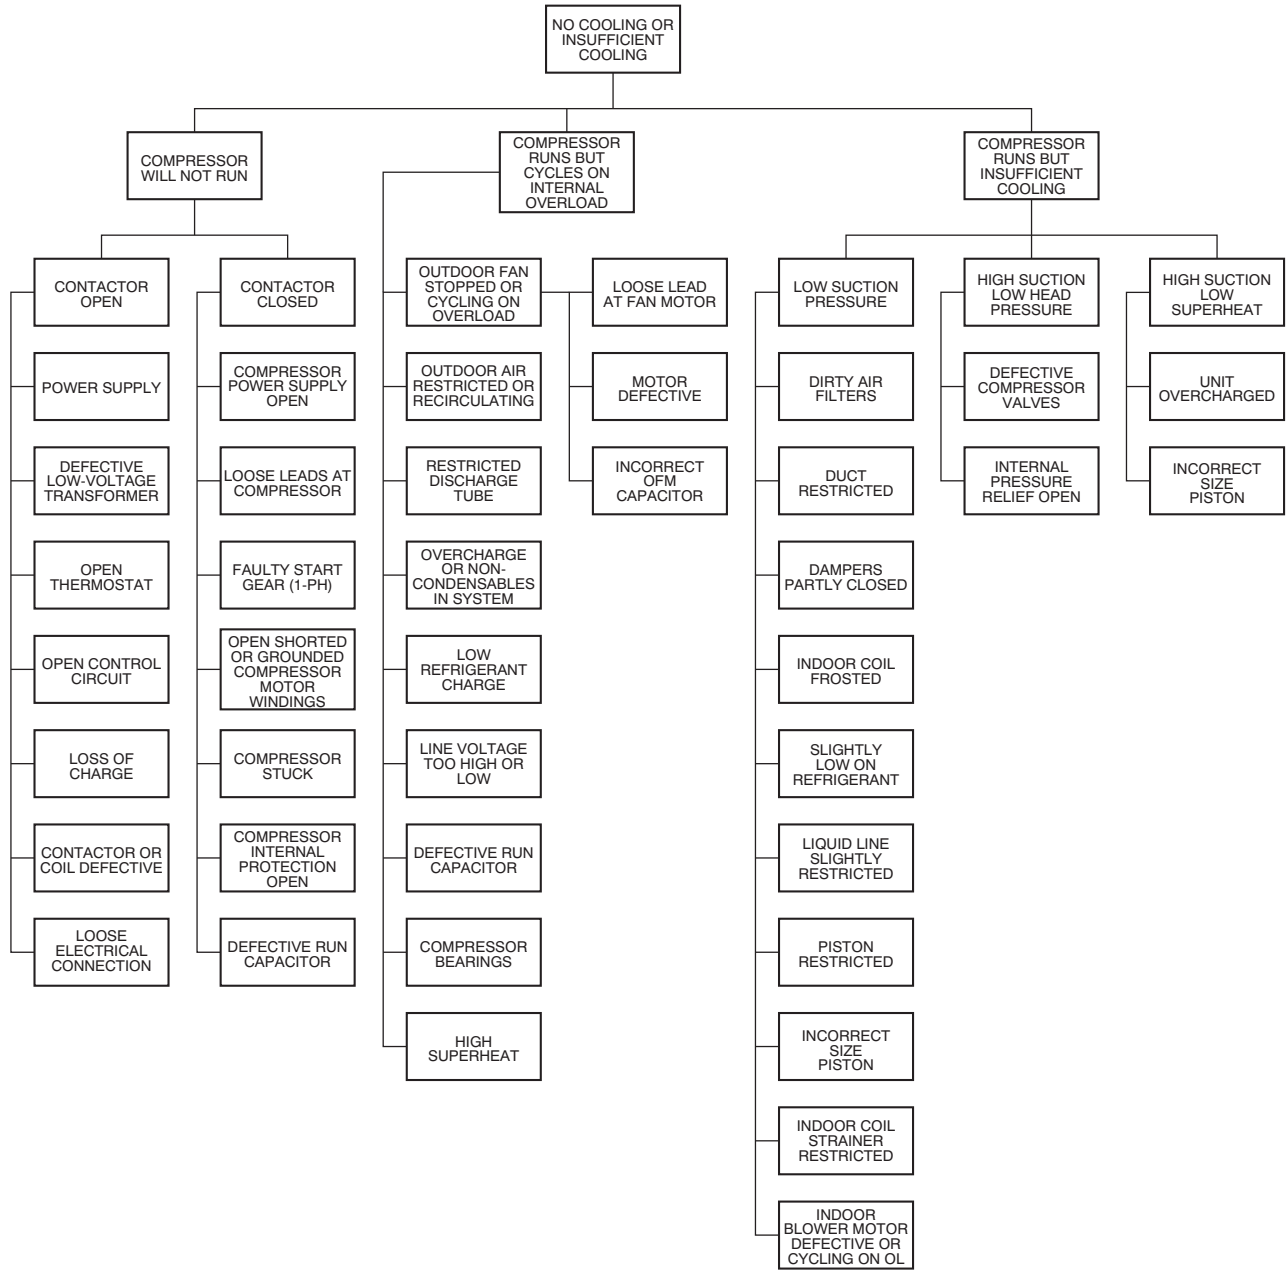 NO COOLING OR
INSUFFICIENT
COOLING
COMPRESSOR
WILL NOT RUN
COMPRESSOR
RUNS BUT
CYCLES ON
INTERNAL
OVERLOAD
COMPRESSOR
RUNS BUT
INSUFFICIENT
COOLING
CONTACTOR
OPEN
POWER SUPPLY
DEFECTIVE
LOW-VOLTAGE
TRANSFORMER
OPEN
THERMOSTAT
OPEN CONTROL
CIRCUIT
LOSS OF
CHARGE
CONTACTOR OR
COIL DEFECTIVE
LOOSE
ELECTRICAL
CONNECTION
CONTACTOR
CLOSED
COMPRESSOR
POWER SUPPLY
OPEN
LOOSE LEADS AT
COMPRESSOR
FAULTY START
GEAR (1-PH)
OPEN SHORTED
OR GROUNDED
COMPRESSOR
MOTOR
WINDINGS
COMPRESSOR
STUCK
COMPRESSOR
INTERNAL
PROTECTION
OPEN
DEFECTIVE RUN
CAPACITOR
OUTDOOR FAN
STOPPED OR
CYCLING ON
OVERLOAD
OUTDOOR AIR
RESTRICTED OR
RECIRCULATING
RESTRICTED
DISCHARGE
TUBE
OVERCHARGE
OR NON-
CONDENSABLES
IN SYSTEM
LOW
REFRIGERANT
CHARGE
LINE VOLTAGE
TOO HIGH OR
LOW
DEFECTIVE RUN
CAPACITOR
COMPRESSOR
BEARINGS
HIGH
SUPERHEAT
LOOSE LEAD
AT FAN MOTOR
MOTOR
DEFECTIVE
INCORRECT
OFM
CAPACITOR
LOW SUCTION
PRESSURE
DIRTY AIR
FILTERS
DUCT
RESTRICTED
DAMPERS
PARTLY CLOSED
INDOOR COIL
FROSTED
SLIGHTLY
LOW ON
REFRIGERANT
LIQUID LINE
SLIGHTLY
RESTRICTED
PISTON
RESTRICTED
INCORRECT
SIZE
PISTON
INDOOR COIL
STRAINER
RESTRICTED
INDOOR
BLOWER MOTOR
DEFECTIVE OR
CYCLING ON OL
HIGH SUCTION
LOW HEAD
PRESSURE
DEFECTIVE
COMPRESSOR
VALVES
INTERNAL
PRESSURE
RELIEF OPEN
HIGH SUCTION
LOW
SUPERHEAT
UNIT
OVERCHARGED
INCORRECT
SIZE
PISTON